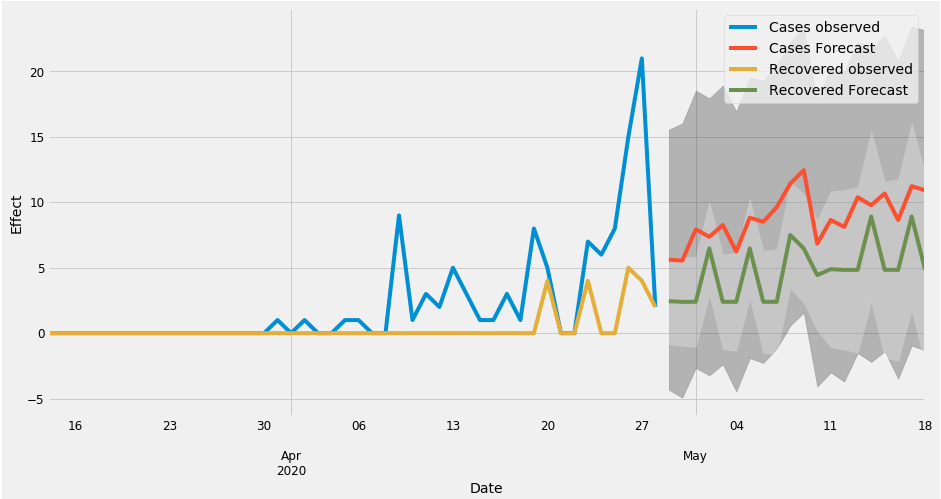 Cases observed
Cases Forecast
Recovered observed
Recovered Forecast
20
15
10
5
0
−5
Effect
16 23 30 06 13 20 27 04 11 18
Apr May
2020
Date